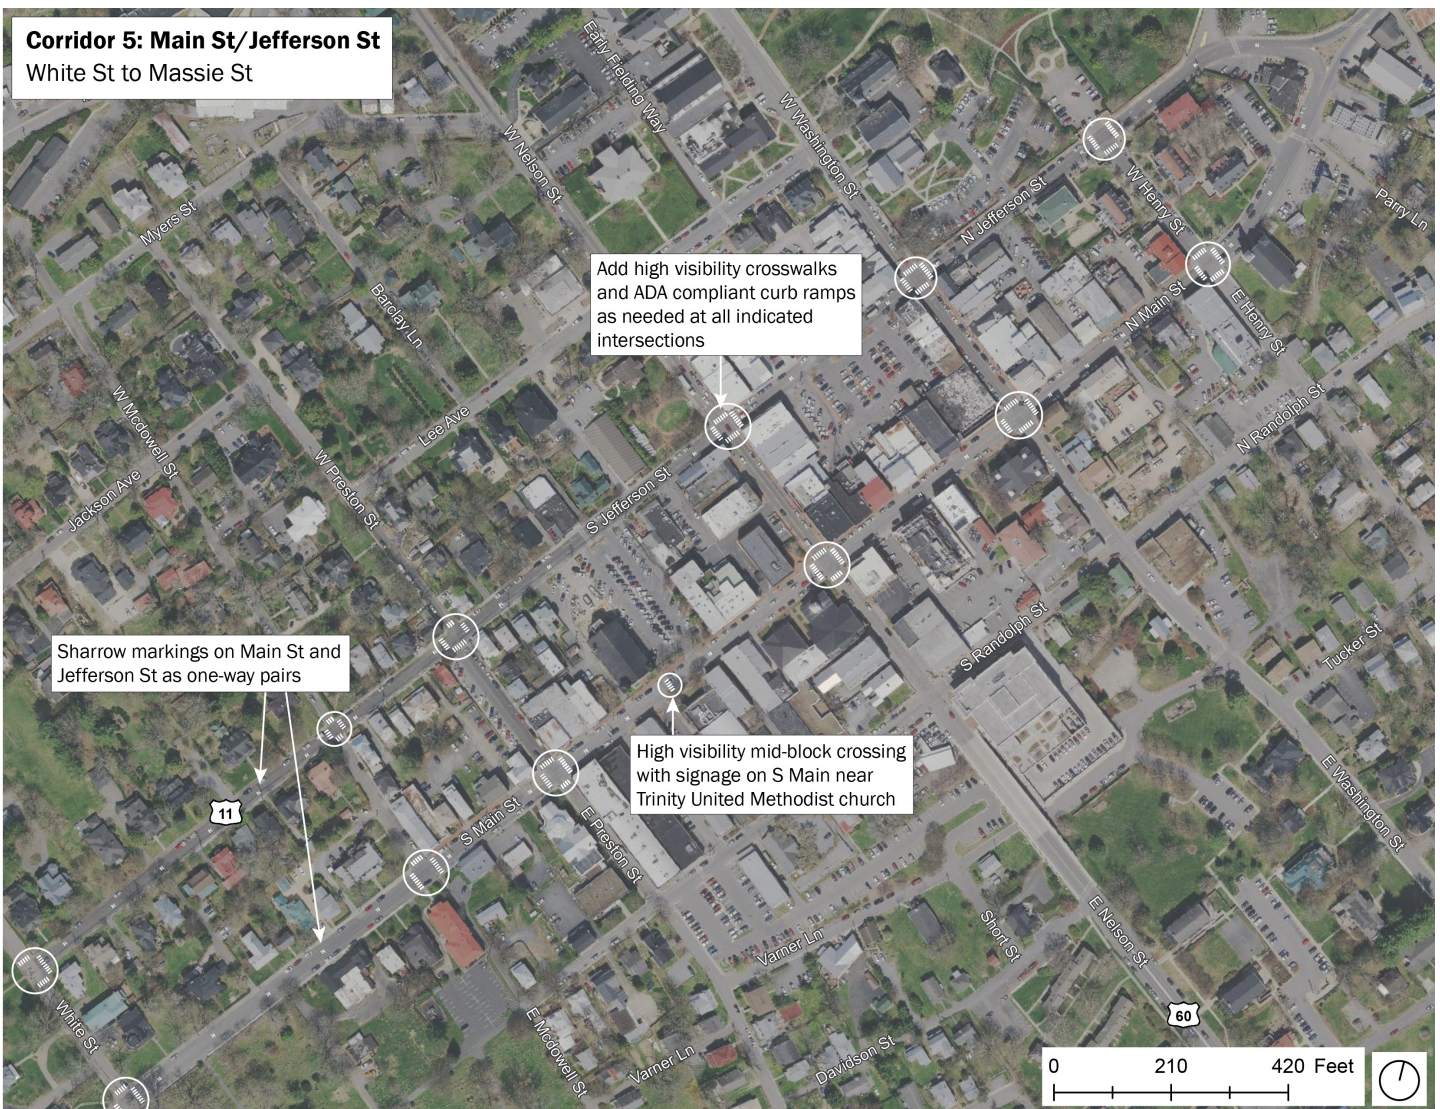 Corridor 5: Main St/Jefferson St
White St to Massie St
Early Fielding Way
W Nelson St
W Washington St
N Jefferson St
W Henry St
Parry Ln
Myers St
Barclay Ln
Add high visibility crosswalks
and ADA compliant curb ramps
as needed at all indicated
intersections
N Main St
E Henry St
N Randolph St
W Mcdowell St
Lee Ave
Jackson Ave
W Preston St
S Jefferson St
S Randolph St
Tucker St
Sharrow markings on Main St and
Jefferson St as one-way pairs
11
High visibility mid-block crossing
with signage on S Main near
Trinity United Methodist church
S Main St
E Preston St
E Washington St
E Nelson St
Short St
Varner Ln
White St
E Mcdowell St
Varner Ln
Davidson St
60
0 210 420 Feet